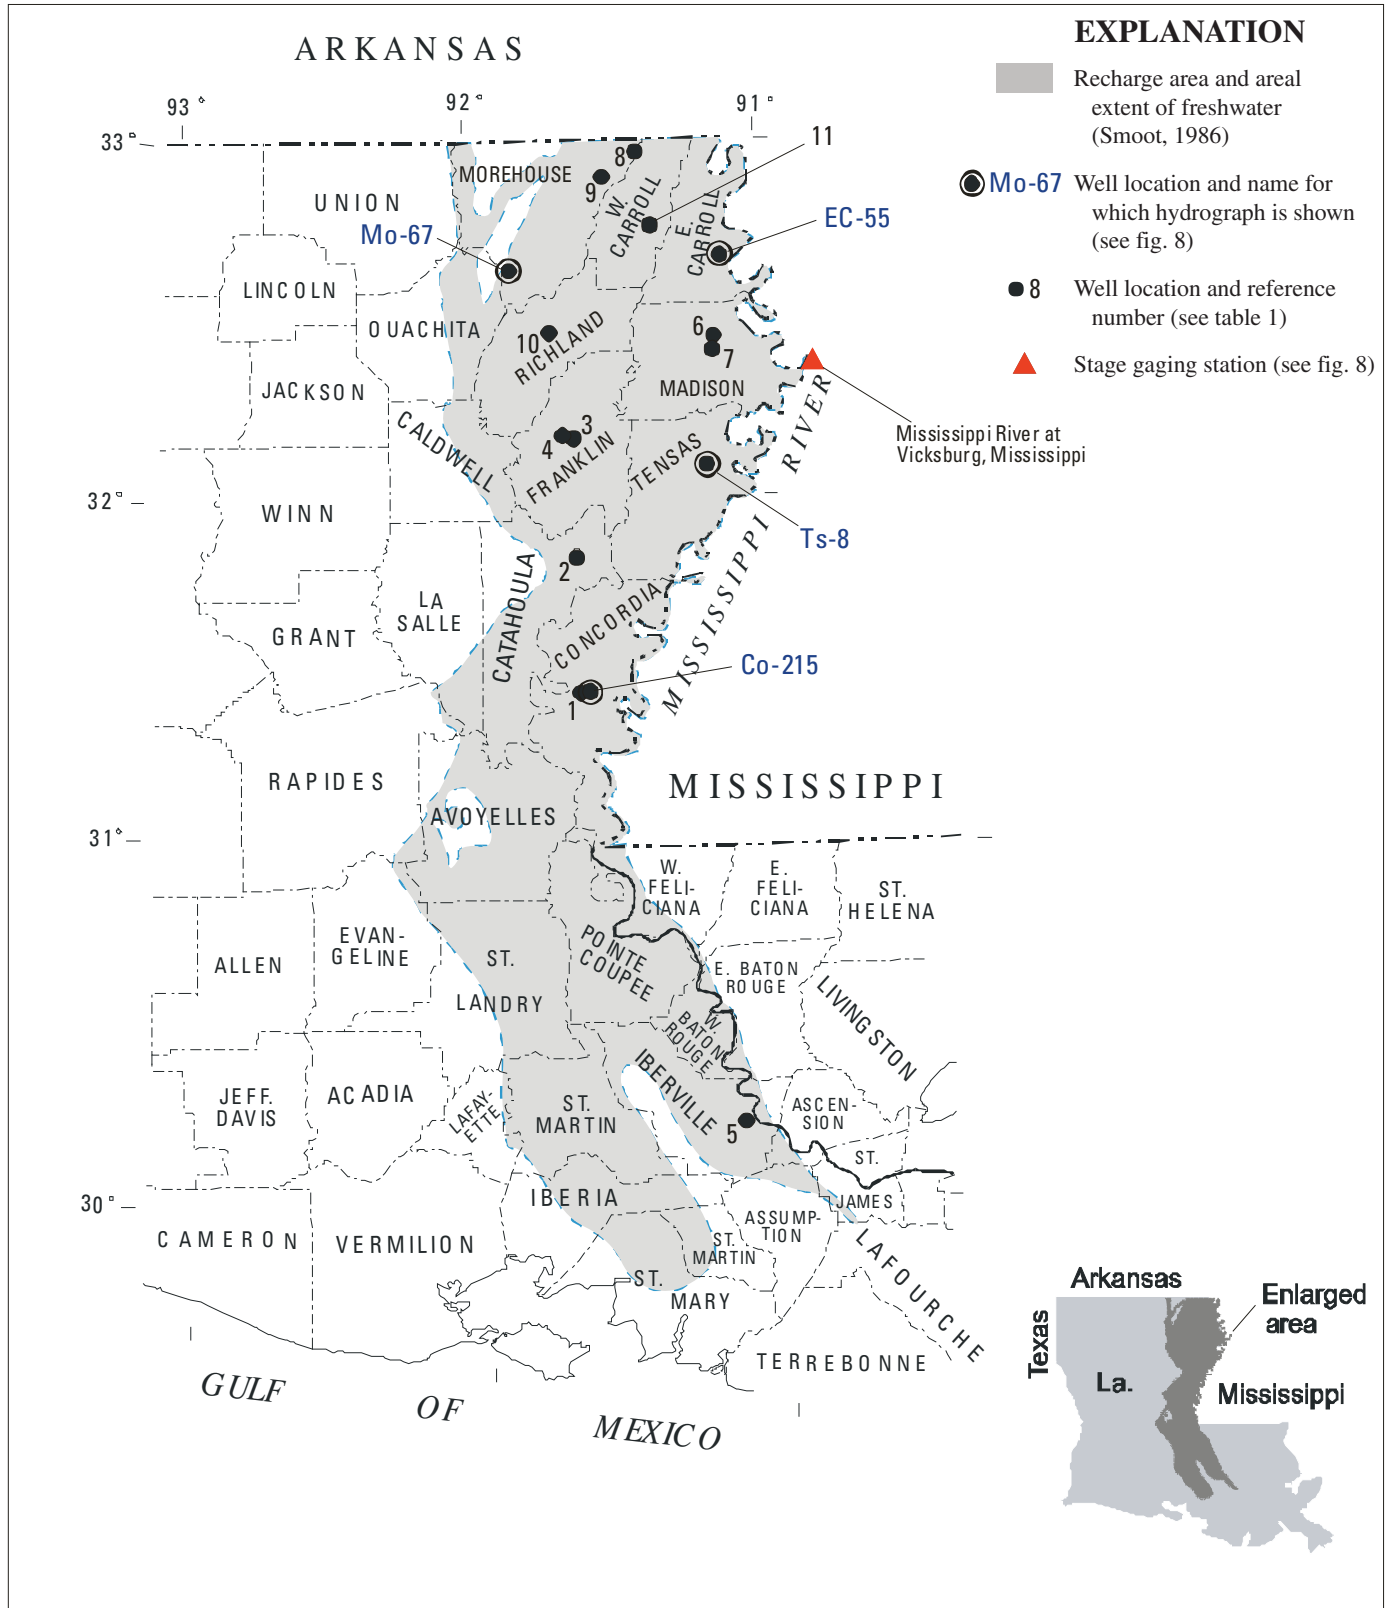 ARKANSAS
EXPLANATION
Recharge area and areal
extent of freshwater
(Smoot, 1986)
Mo-67 Well location and name for
which hydrograph is shown
(see fig. 8)
8 Well location and reference
number (see table 1)
Stage gaging station (see fig. 8)
93°
92°
91°
33°
11
8
MOREHOUSE
9
W.
CARROLL
E.
CARROLL
UNION
Mo-67
EC-55
LINCOLN
OUACHITA
10
RICHLAND
6
7
MADISON
JACKSON
CALDWELL
3
4
FRANKLIN
TENSAS
Mississippi River at
Vicksburg, Mississippi
MISSISSIPPI RIVER
32°
WINN
Ts-8
2
CATAHOULA
LA
SALLE
CONCORDIA
GRANT
Co-215
1
RAPIDES
MISSISSIPPI
AVOYELLES
31°
W.
FELI-
CIANA
E.
FELI-
CIANA
ST.
HELENA
EVAN-
GELINE
ALLEN
ST.
LANDRY
POINTE
COUPEE
E. BATON
ROUGE
LIVINGSTON
W.
BATON
ROUGE
IBERVILLE
JEFF.
DAVIS
ACADIA
LAFAY-
ETTE
ST.
MARTIN
5
ASCEN-
SION
ST.
JAMES
30°
IBERIA
ASSUMP-
TION
ST.
MARTIN
CAMERON
VERMILION
LAFOURCHE
ST.
MARY
TERREBONNE
GULF
OF
MEXICO
Arkansas
Texas
Enlarged
area
La.
Mississippi